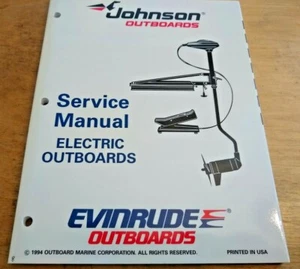 Johnson
OUTBOARDS
Service
Manual
ELECTRIC
OUTBOARDS
EVINRUDE
OUTBOARDS
© 1994 OUTBOARD MARINE CORPORATION. ALL RIGHTS RESERVED. PRINTED IN USA